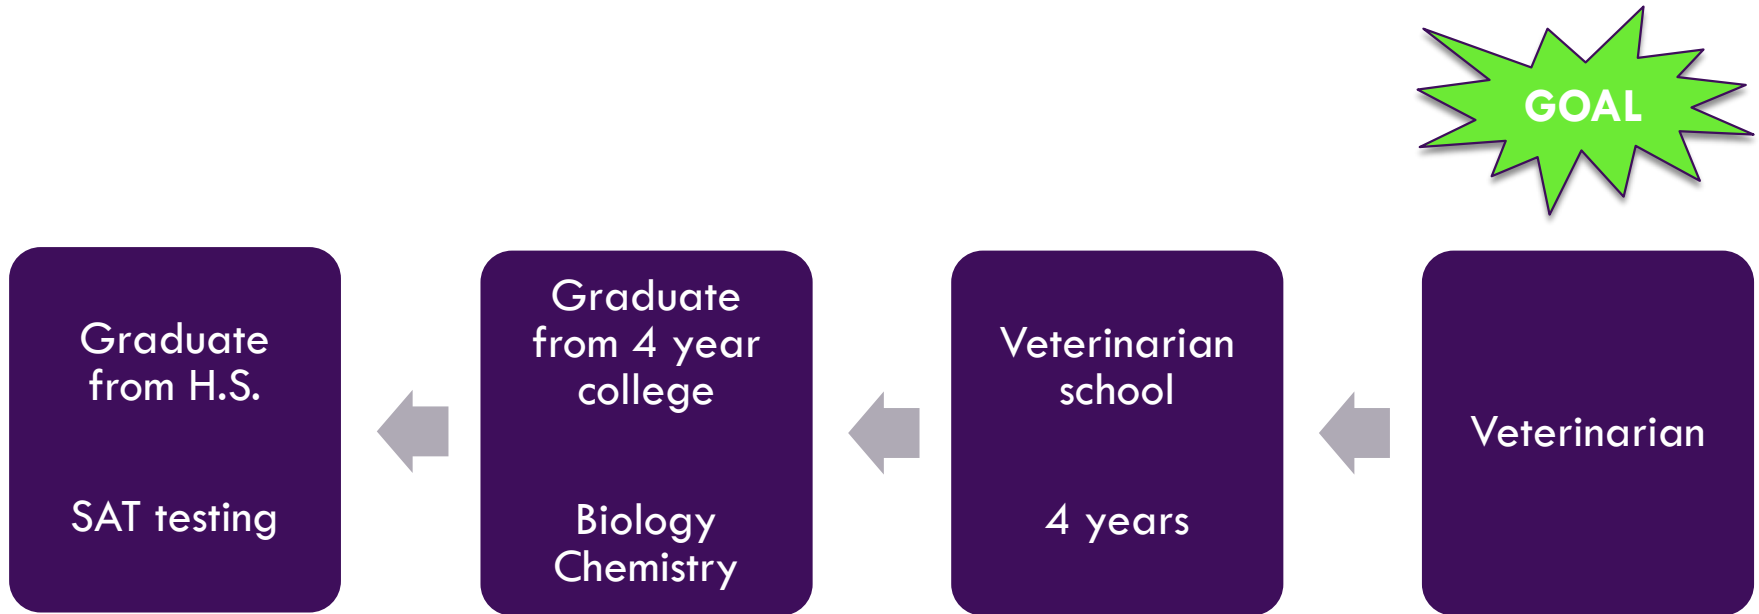 GOAL
Graduate
from H.S.
SAT testing
Graduate
from 4 year
college
Biology
Chemistry
Veterinarian
school
4 years
Veterinarian